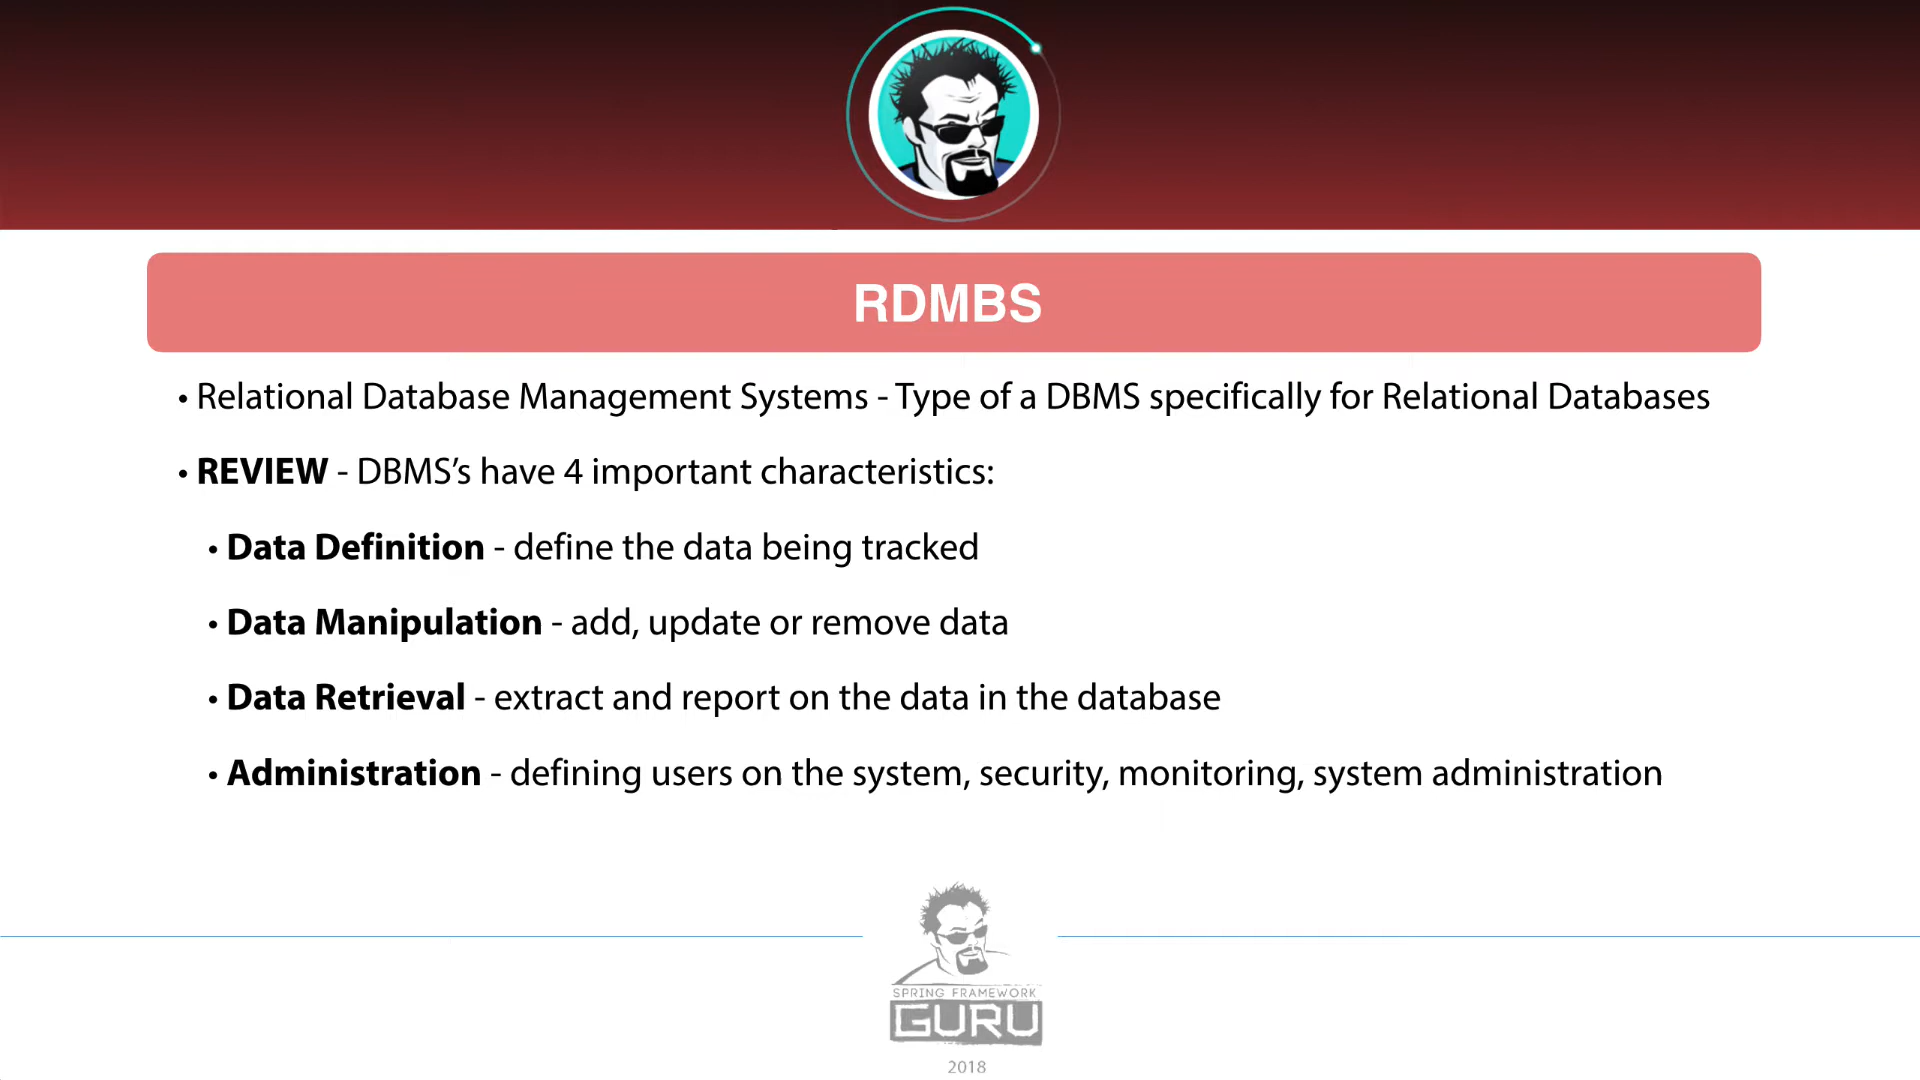 RDMBS
• Relational Database Management Systems - Type of a DBMS specifically for Relational Databases
• REVIEW - DBMS’s have 4 important characteristics:
• Data Definition - define the data being tracked
• Data Manipulation - add, update or remove data
• Data Retrieval - extract and report on the data in the database
• Administration - defining users on the system, security, monitoring, system administration
SPRING FRAMEWORK
GURU
2018